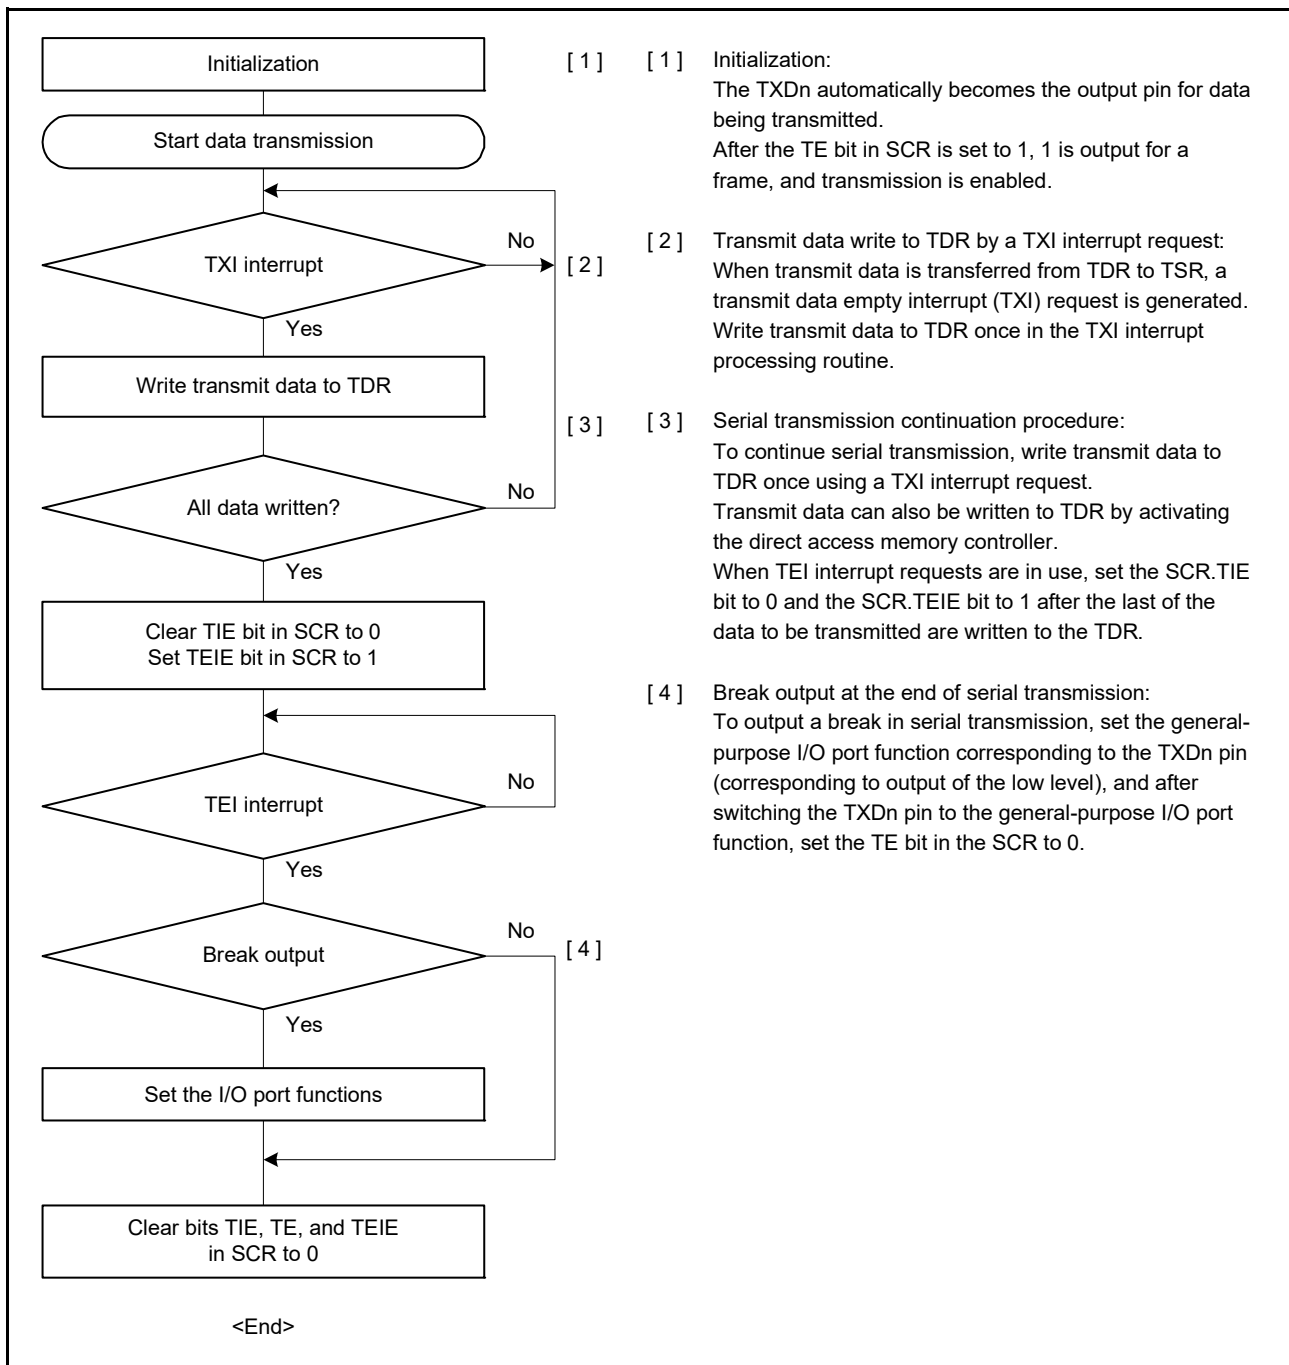 Initialization
[ 1 ]
Start data transmission
TXI interrupt
No
[ 2 ]
Yes
Write transmit data to TDR
[ 3 ]
All data written?
No
Yes
Clear TIE bit in SCR to 0
Set TEIE bit in SCR to 1
TEI interrupt
No
Yes
Break output
No
[ 4 ]
Yes
Set the I/O port functions
Clear bits TIE, TE, and TEIE
in SCR to 0
<End>
[ 1 ] Initialization:
The TXDn automatically becomes the output pin for data
being transmitted.
After the TE bit in SCR is set to 1, 1 is output for a
frame, and transmission is enabled.
[ 2 ] Transmit data write to TDR by a TXI interrupt request:
When transmit data is transferred from TDR to TSR, a
transmit data empty interrupt (TXI) request is generated.
Write transmit data to TDR once in the TXI interrupt
processing routine.
[ 3 ] Serial transmission continuation procedure:
To continue serial transmission, write transmit data to
TDR once using a TXI interrupt request.
Transmit data can also be written to TDR by activating
the direct access memory controller.
When TEI interrupt requests are in use, set the SCR.TIE
bit to 0 and the SCR.TEIE bit to 1 after the last of the
data to be transmitted are written to the TDR.
[ 4 ] Break output at the end of serial transmission:
To output a break in serial transmission, set the general-
purpose I/O port function corresponding to the TXDn pin
(corresponding to output of the low level), and after
switching the TXDn pin to the general-purpose I/O port
function, set the TE bit in the SCR to 0.